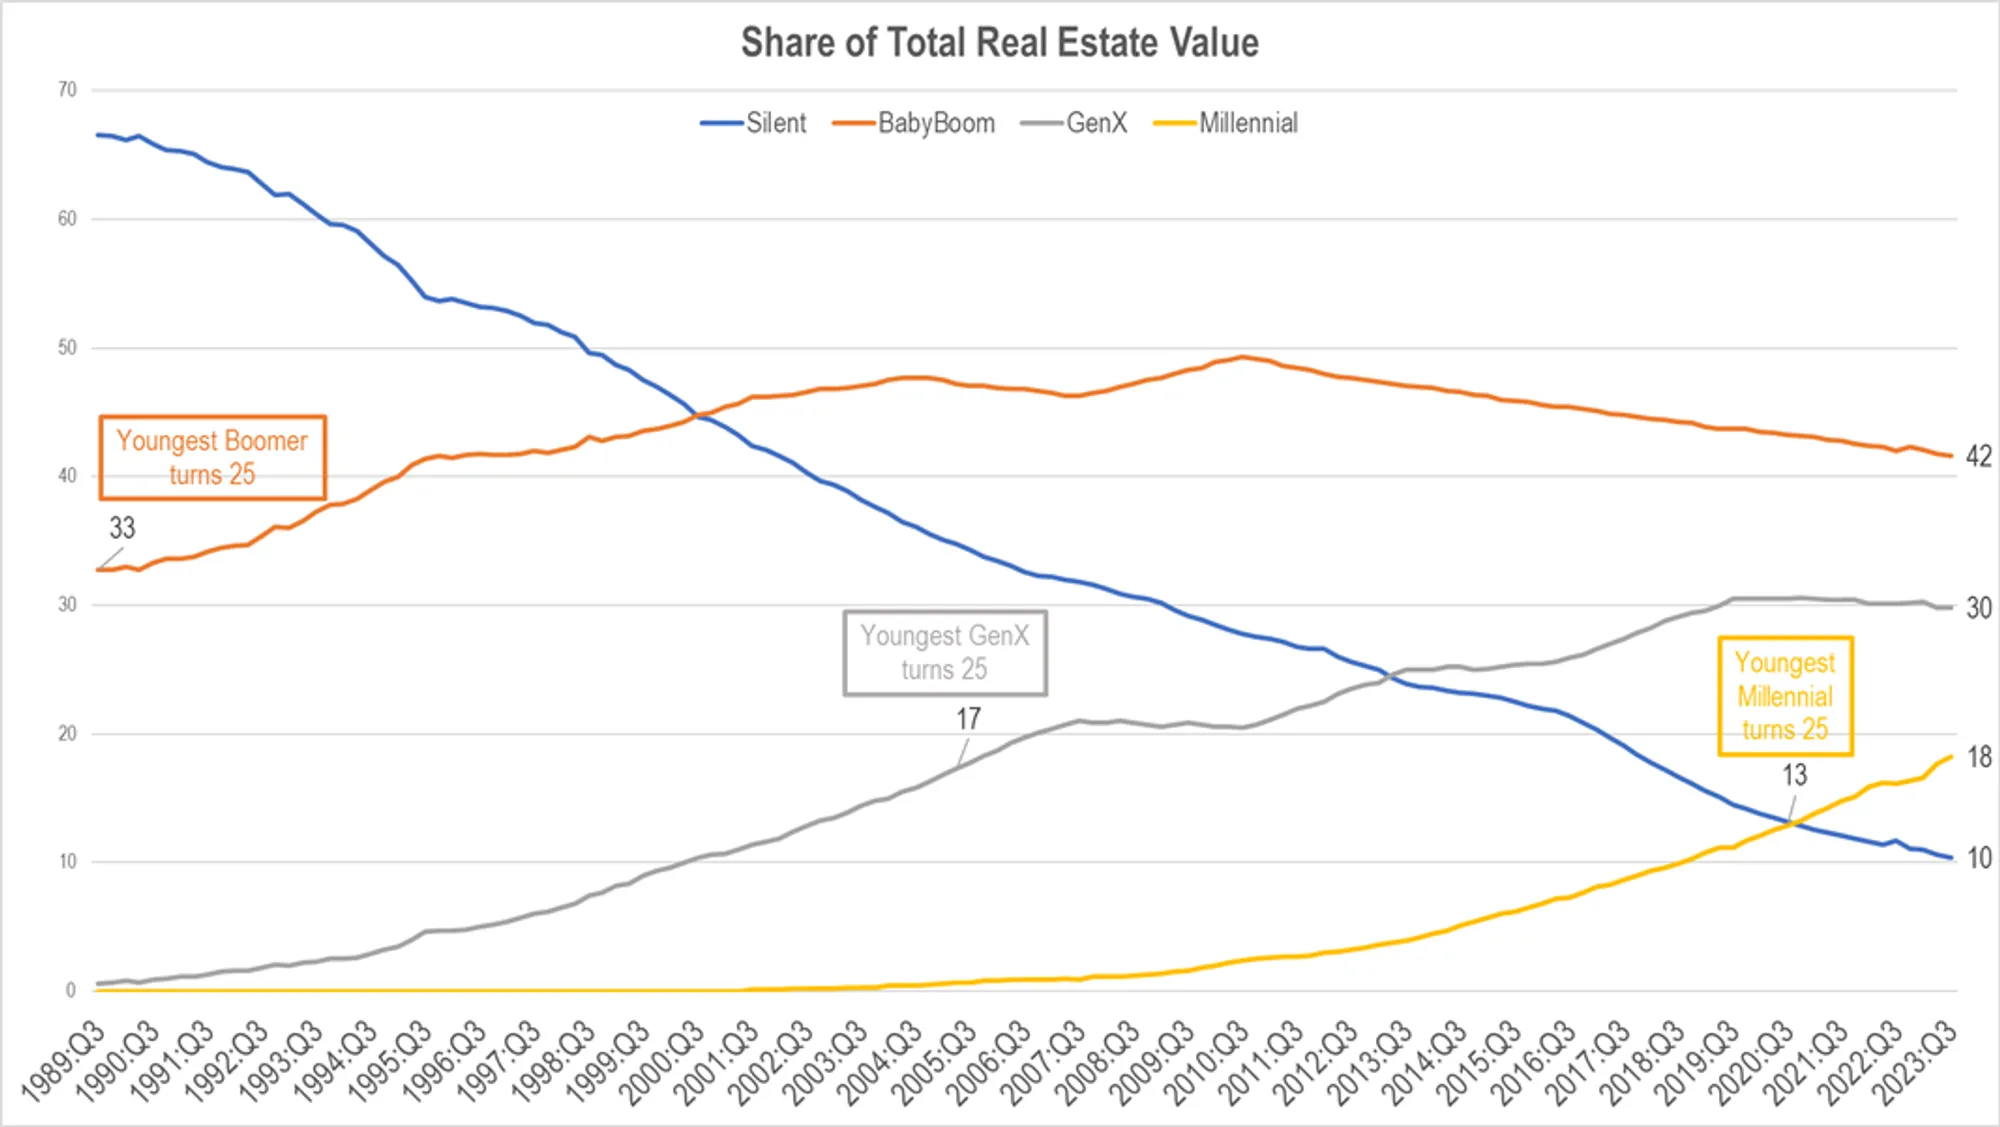 Share of Total Real Estate Value
Silent
BabyBoom
GenX
Millennial
70
60
50
40
30
20
10
0
Youngest Boomer
turns 25
33
Youngest GenX
turns 25
17
Youngest
Millennial
turns 25
13
42
30
18
10
1989:Q3
1990:Q3
1991:Q3
1992:Q3
1993:Q3
1994:Q3
1995:Q3
1996:Q3
1997:Q3
1998:Q3
1999:Q3
2000:Q3
2001:Q3
2002:Q3
2003:Q3
2004:Q3
2005:Q3
2006:Q3
2007:Q3
2008:Q3
2009:Q3
2010:Q3
2011:Q3
2012:Q3
2013:Q3
2014:Q3
2015:Q3
2016:Q3
2017:Q3
2018:Q3
2019:Q3
2020:Q3
2021:Q3
2022:Q3
2023:Q3